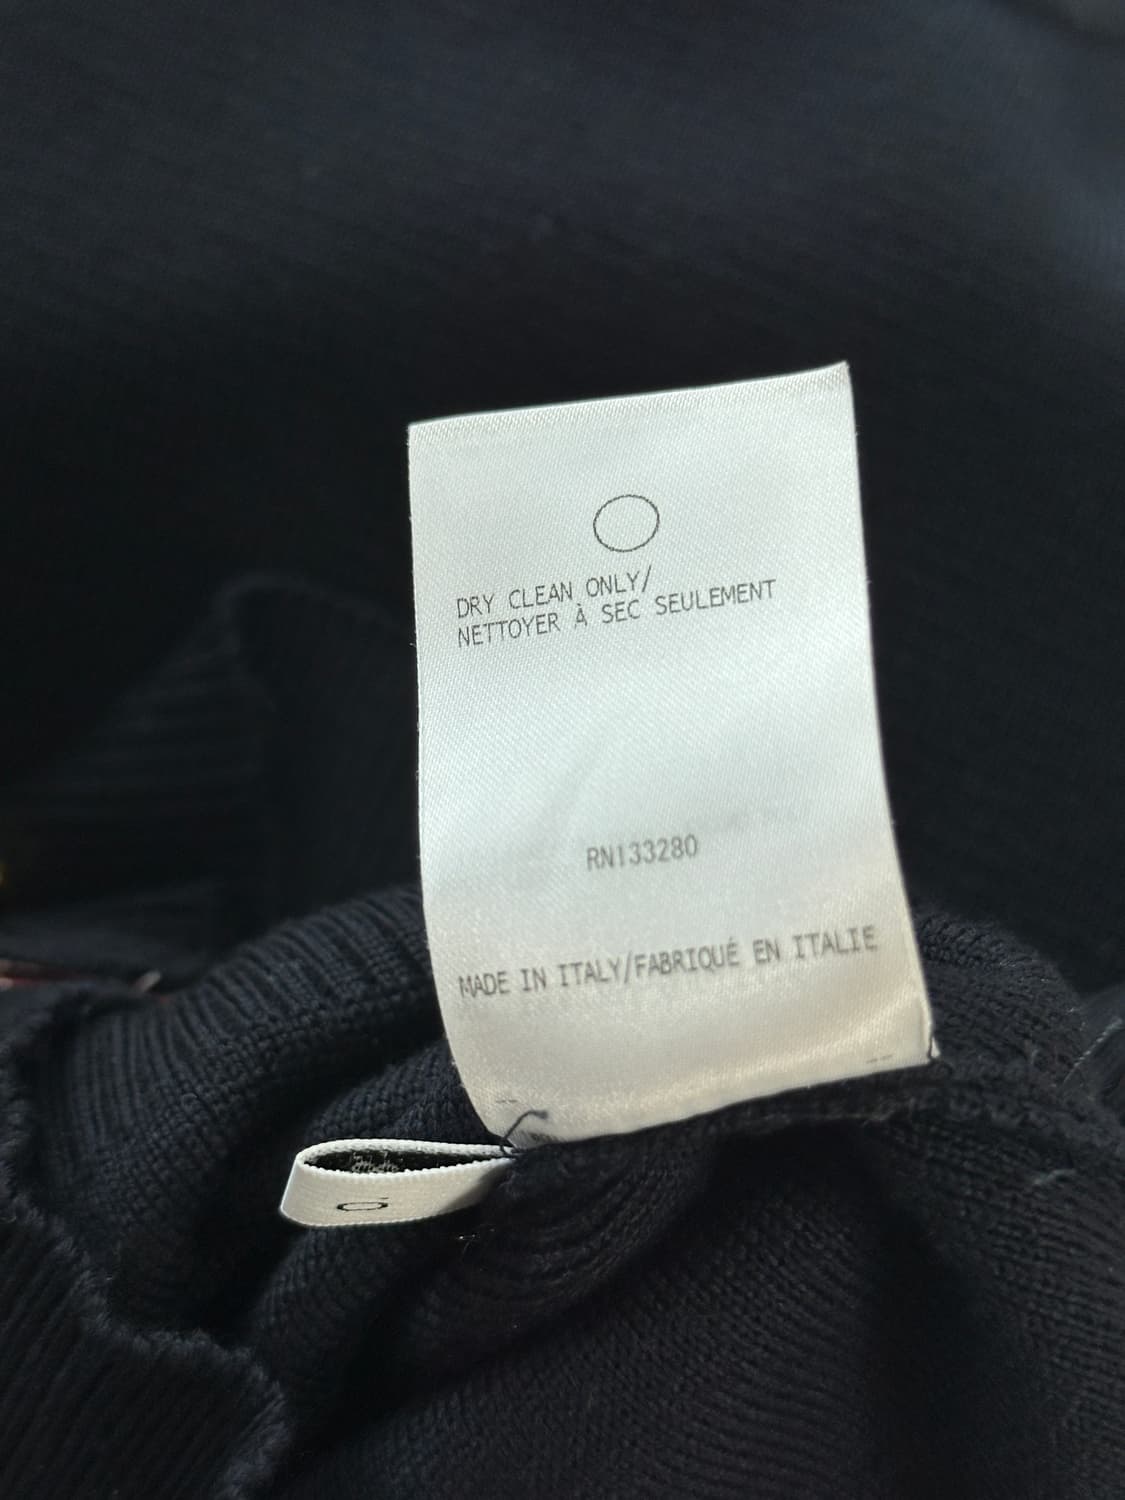 DRY CLEAN ONLY/
NETTOYER À SEC SEULEMENT
RN133280
MADE IN ITALY/FABRIQUÉ EN ITALIE